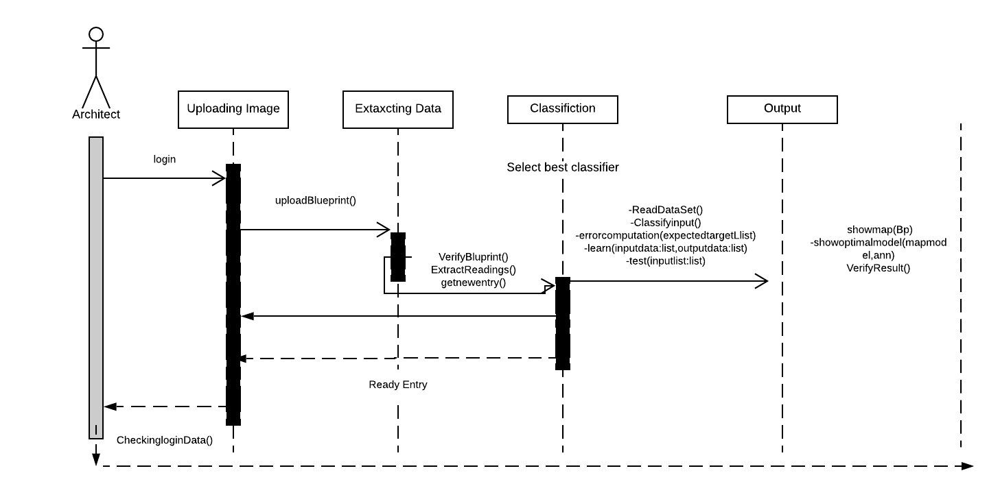 Architect
Uploading Image
Extaxcting Data
Classifiction
Output
login
Select best classifier
uploadBlueprint()
-ReadDataSet()
-Classifyinput()
-errorcomputation(expectedtargetLlist)
-learn(inputdata:list,outputdata:list)
-test(inputlist:list)
showmap(Bp)
-showoptimalmodel(mapmod
el,ann)
VerifyResult()
VerifyBluprint()
ExtractReadings()
getnewentry()
Ready Entry
CheckingloginData()